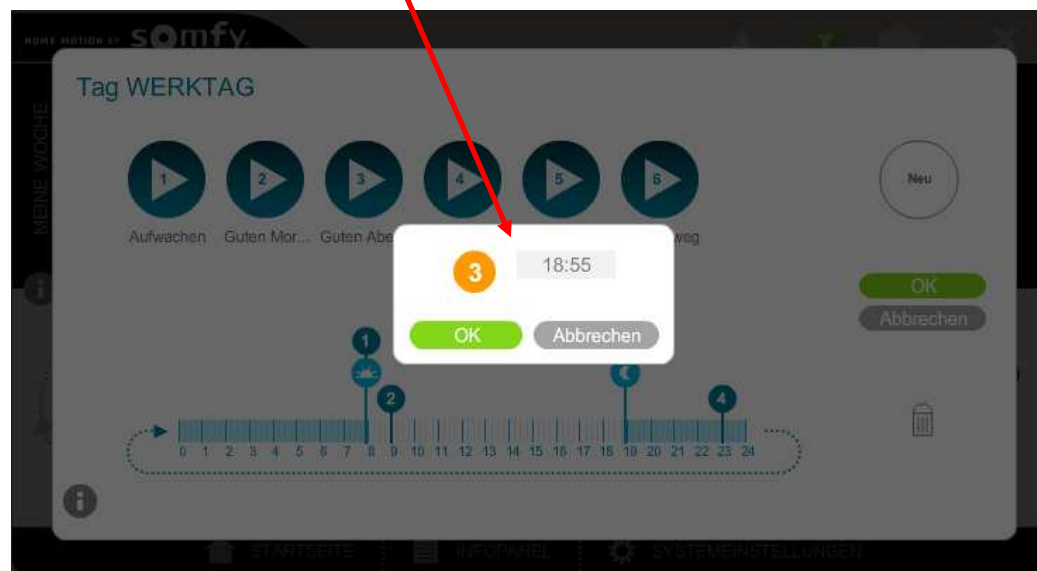 HOME MOTION BY somfy.
Tag WERKTAG
MEINE WOCHE
1 2 3 4 5 6
Neu
Aufwachen Guten Mor... Guten Abe weg
3 18:55
OK Abbrechen
OK
Abbrechen
1
2
4
0 1 2 3 4 5 6 7 8 9 10 11 12 13 14 15 16 17 18 19 20 21 22 23 24
i
i
STARTSEITE INFOPANEL SYSTEMEINSTELLUNGEN